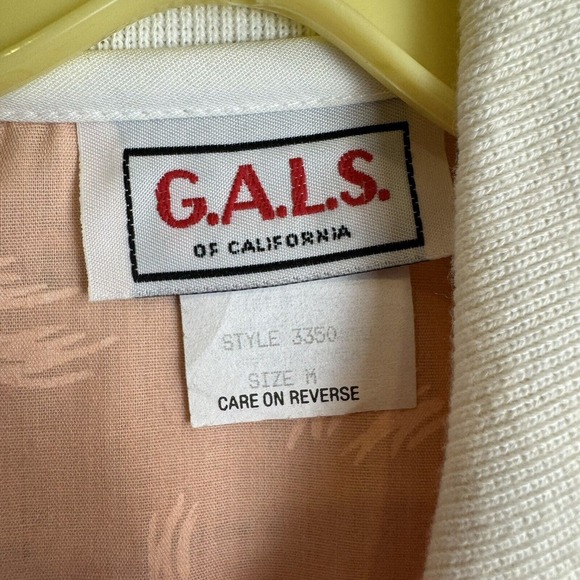 G.A.L.S.
OF CALIFORNIA
STYLE 3350
SIZE M
CARE ON REVERSE